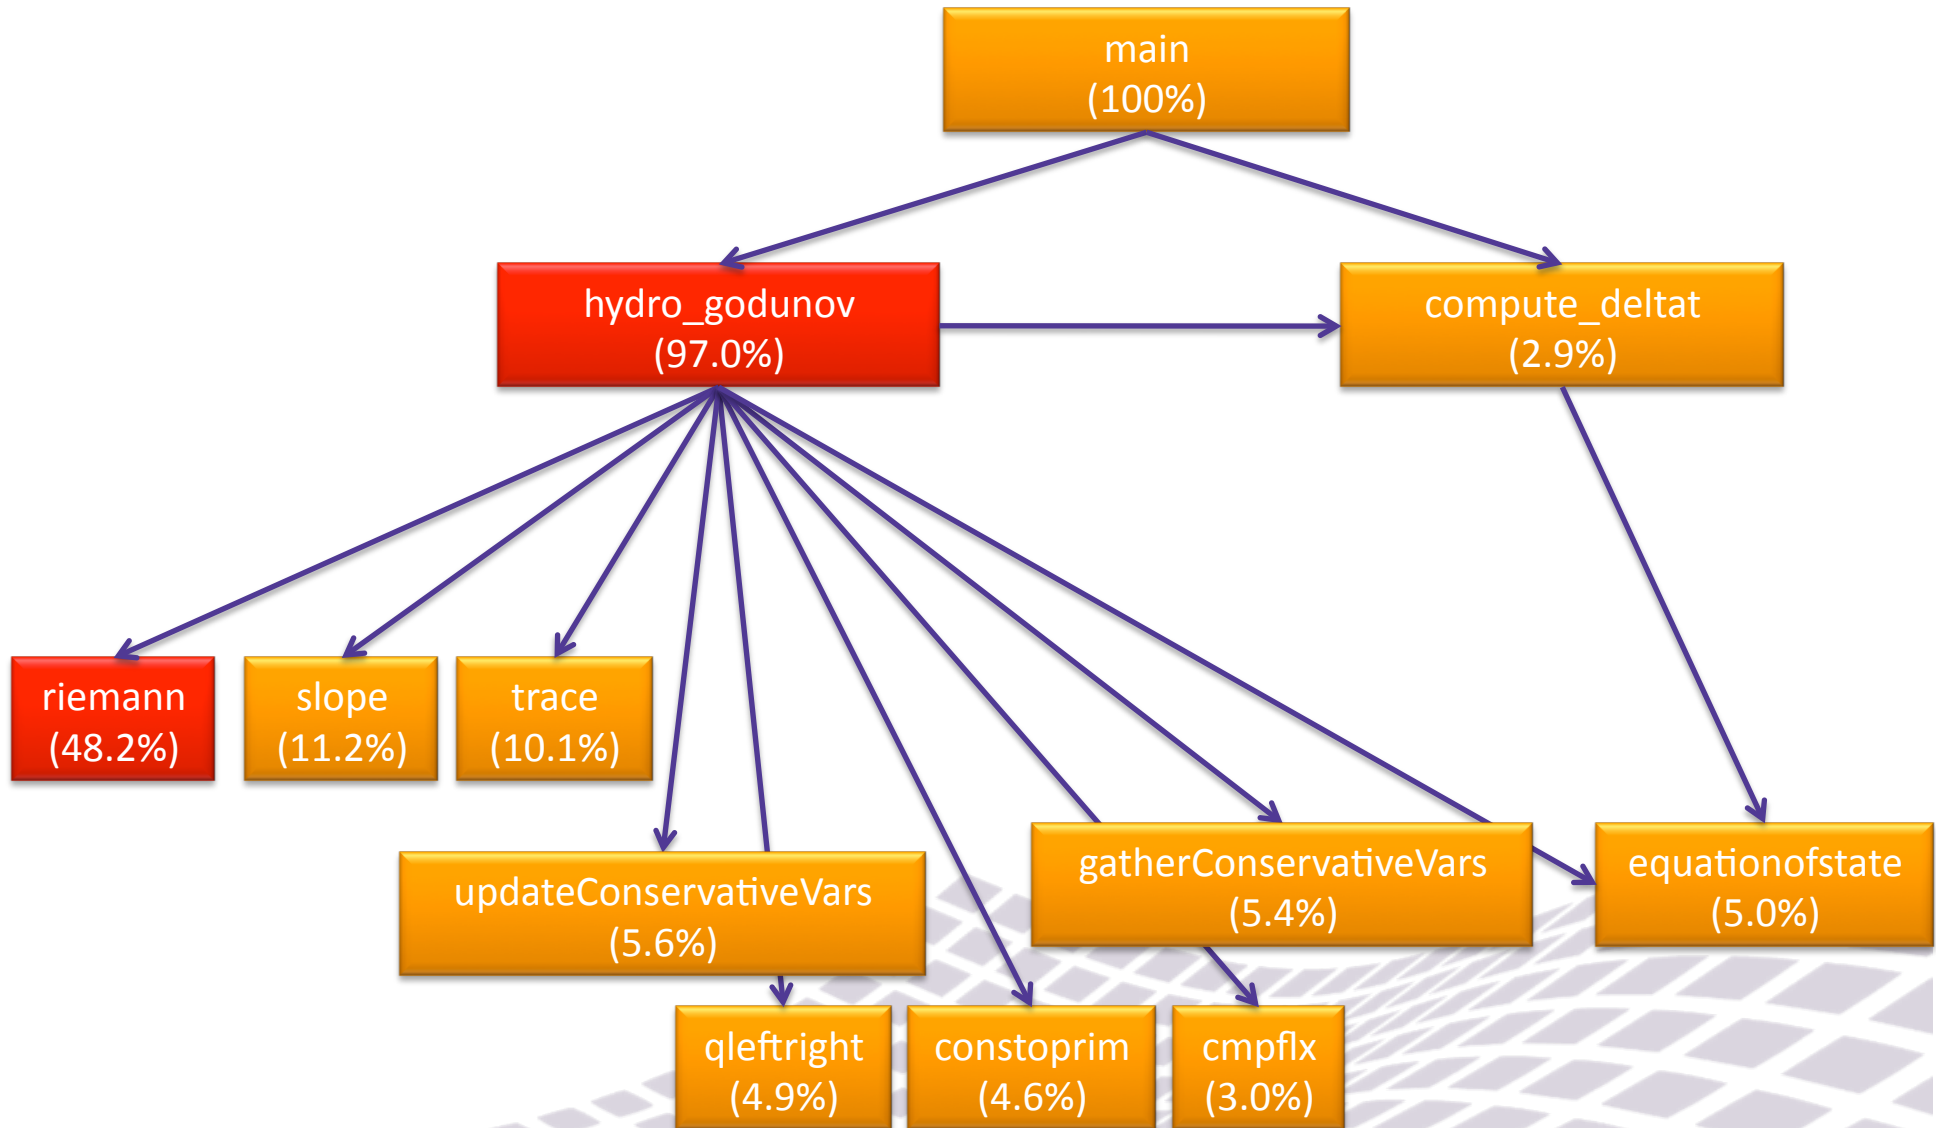 main
(100%)
hydro_godunov
(97.0%)
compute_deltat
(2.9%)
riemann
(48.2%)
slope
(11.2%)
trace
(10.1%)
updateConservativeVars
(5.6%)
gatherConservativeVars
(5.4%)
equationofstate
(5.0%)
qleftright
(4.9%)
constoprim
(4.6%)
cmpflx
(3.0%)